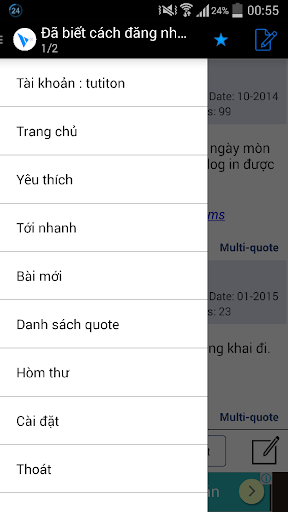 24
24%
00:55
Đã biết cách đăng nh...
1/2
Tài khoản : tutiton
Date: 10-2014
s: 99
Trang chủ
ngày mòn
log in được
Yêu thích
ms
Tới nhanh
Multi-quote
Bài mới
Date: 01-2015
s: 23
Danh sách quote
ng khai đi.
Hòm thư
Cài đặt
Multi-quote
Thoát
in